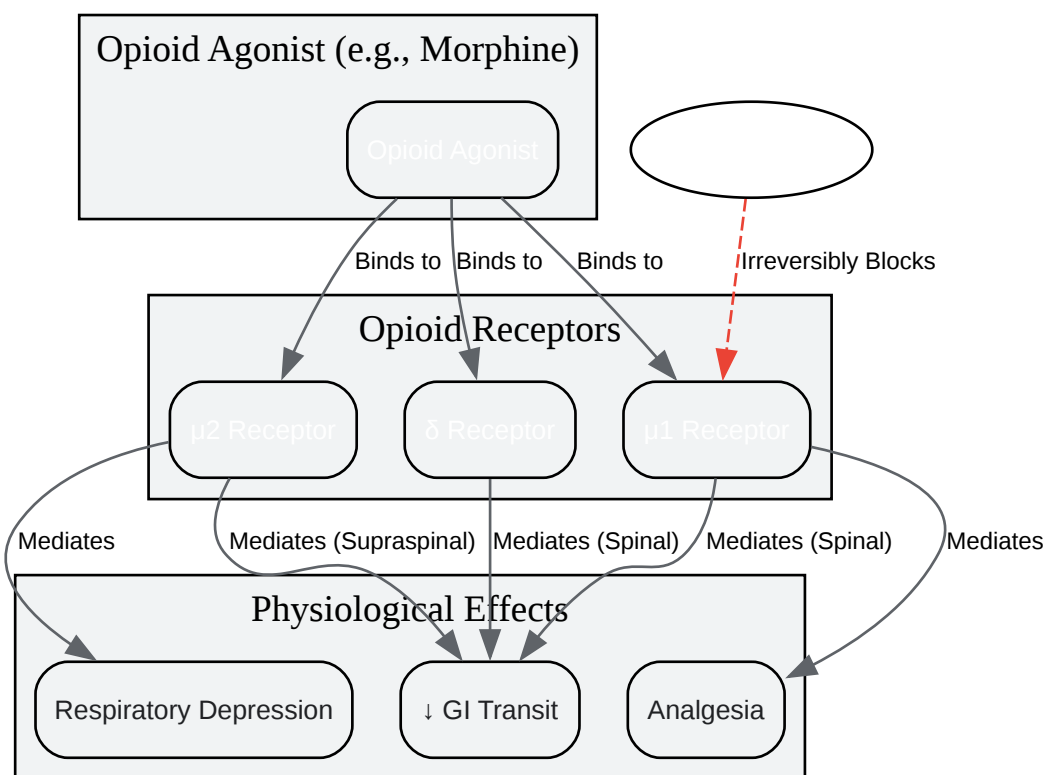 Opioid Agonist (e.g., Morphine)
Opioid Agonist
Binds to
Binds to
Binds to
Irreversibly Blocks
Opioid Receptors
μ2 Receptor
δ Receptor
μ1 Receptor
Mediates
Mediates (Supraspinal)
Mediates (Spinal)
Mediates (Spinal)
Mediates
Physiological Effects
Respiratory Depression
↓ GI Transit
Analgesia